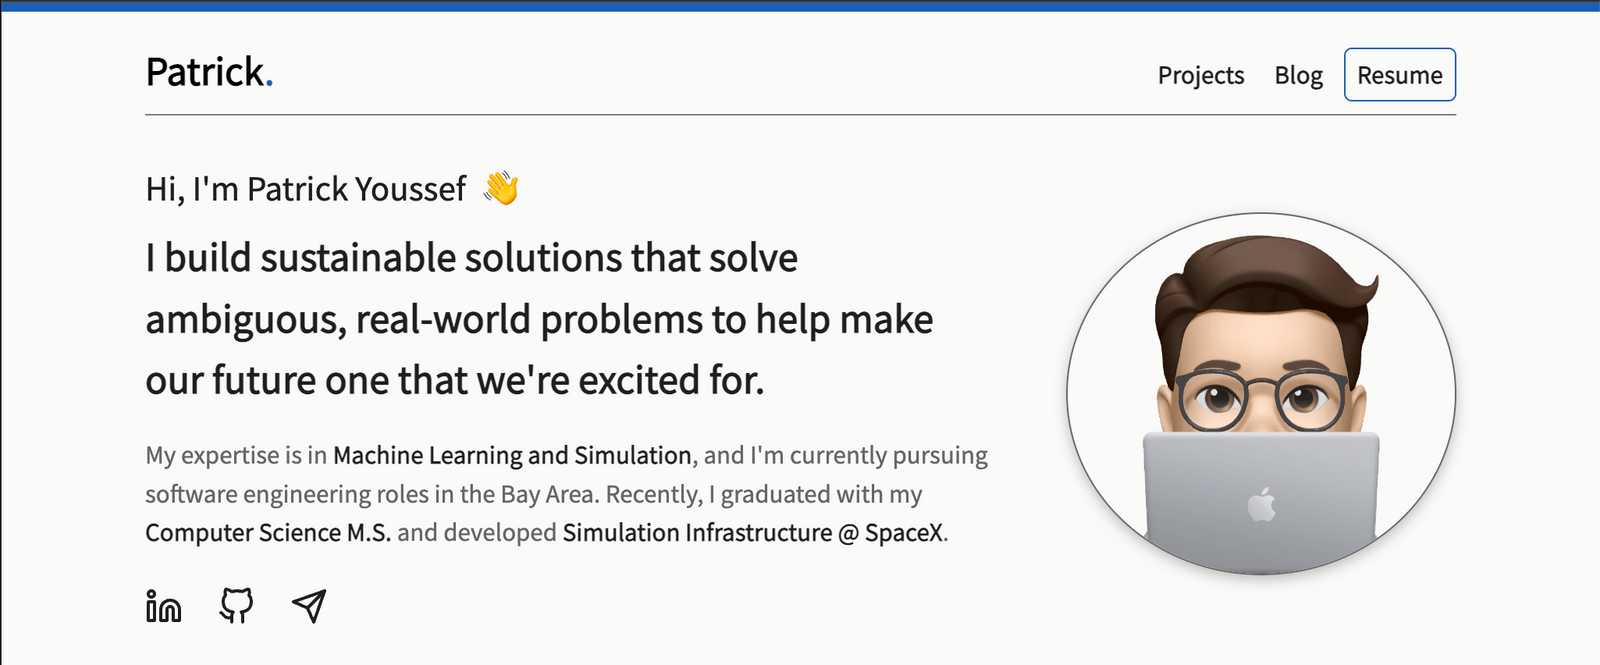 Patrick.
Projects Blog Resume
Hi, I'm Patrick Youssef 👋
I build sustainable solutions that solve
ambiguous, real-world problems to help make
our future one that we're excited for.
My expertise is in Machine Learning and Simulation, and I'm currently pursuing
software engineering roles in the Bay Area. Recently, I graduated with my
Computer Science M.S. and developed Simulation Infrastructure @ SpaceX.
in